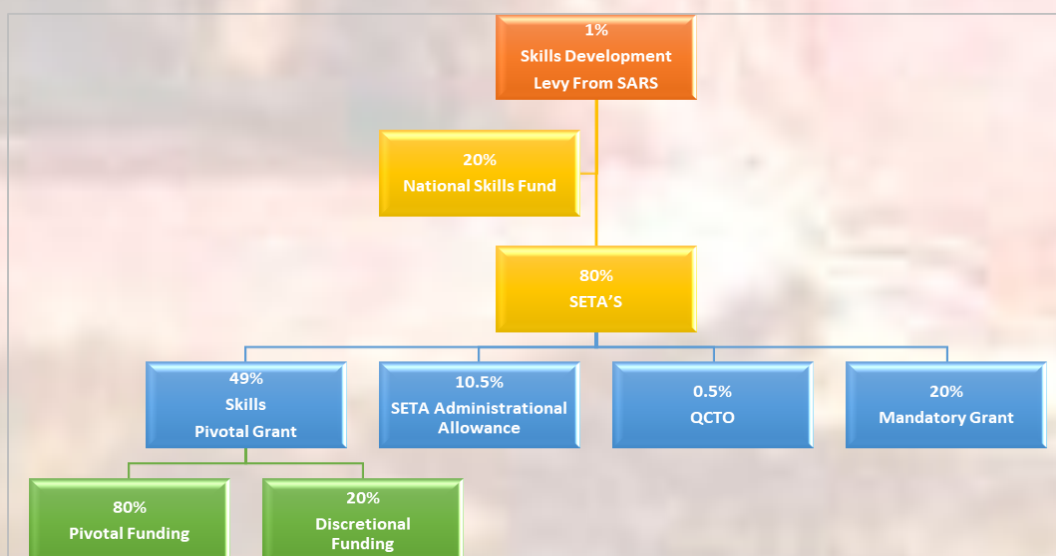 1%
Skills Development
Levy From SARS
20%
National Skills Fund
80%
SETA'S
49%
Skills
Pivotal Grant
10.5%
SETA Administrational
Allowance
0.5%
QCTO
20%
Mandatory Grant
80%
Pivotal Funding
20%
Discretional
Funding